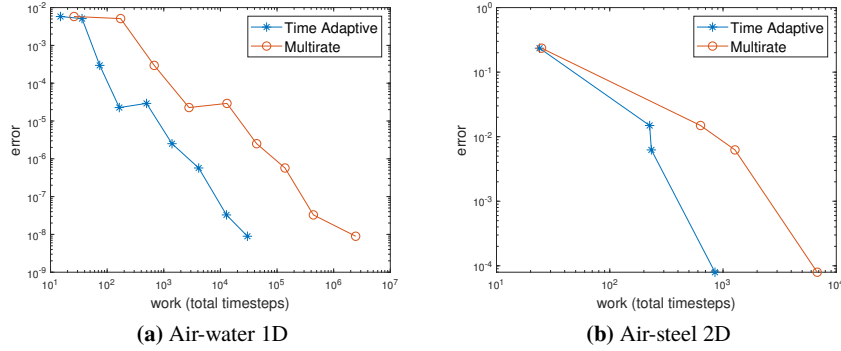 10^-2
10^-3
10^-4
10^-5
10^-6
10^-7
10^-8
10^-9
error
10^1 10^2 10^3 10^4 10^5 10^6 10^7
work (total timesteps)
Time Adaptive
Multirate
(a) Air-water 1D
10^0
10^-1
10^-2
10^-3
10^-4
error
10^2 10^3 10^4
work (total timesteps)
Time Adaptive
Multirate
(b) Air-steel 2D